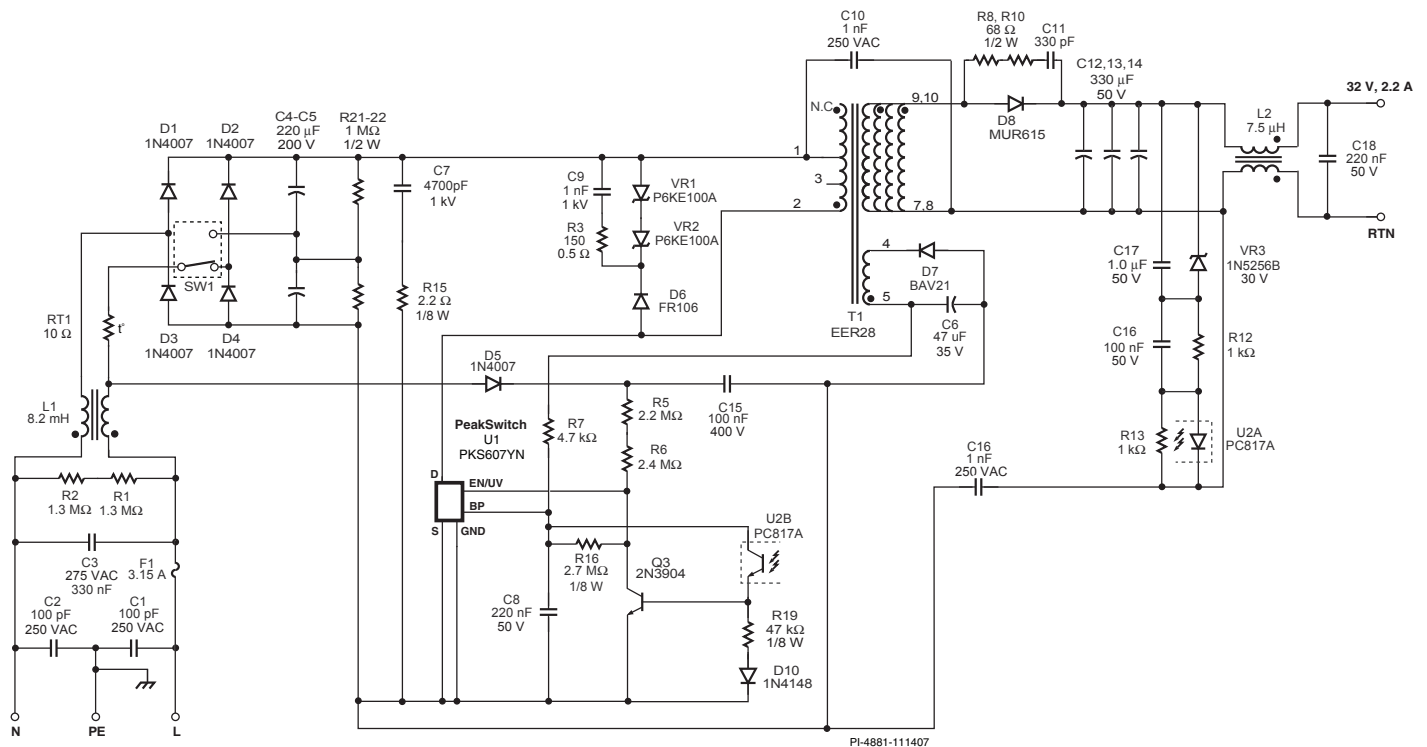 C10
1 nF
250 VAC
R8, R10
68 Ω
1/2 W
C11
330 pF
C12,13,14
330 µF
50 V
32 V, 2.2 A
N.C
9,10
D8
MUR615
L2
7.5 µH
C18
220 nF
50 V
RTN
D1
1N4007
D2
1N4007
C4-C5
220 µF
200 V
R21-22
1 MΩ
1/2 W
C7
4700pF
1 kV
C9
1 nF
1 kV
VR1
P6KE100A
1
3
2
7,8
R3
150
0.5 Ω
VR2
P6KE100A
4
D7
BAV21
5
C17
1.0 µF
50 V
VR3
1N5256B
30 V
SW1
R15
2.2 Ω
1/8 W
D6
FR106
T1
EER28
C6
47 uF
35 V
RT1
10 Ω
t°
D3
1N4007
D4
1N4007
C16
100 nF
50 V
R12
1 kΩ
D5
1N4007
C15
100 nF
400 V
L1
8.2 mH
PeakSwitch
U1
PKS607YN
R7
4.7 kΩ
R5
2.2 MΩ
R6
2.4 MΩ
R13
1 kΩ
U2A
PC817A
C16
1 nF
250 VAC
D
EN/UV
BP
S
GND
R2
1.3 MΩ
R1
1.3 MΩ
U2B
PC817A
C3
275 VAC
330 nF
F1
3.15 A
R16
2.7 MΩ
1/8 W
Q3
2N3904
C2
100 pF
250 VAC
C1
100 pF
250 VAC
C8
220 nF
50 V
R19
47 kΩ
1/8 W
D10
1N4148
N
PE
L
PI-4881-111407